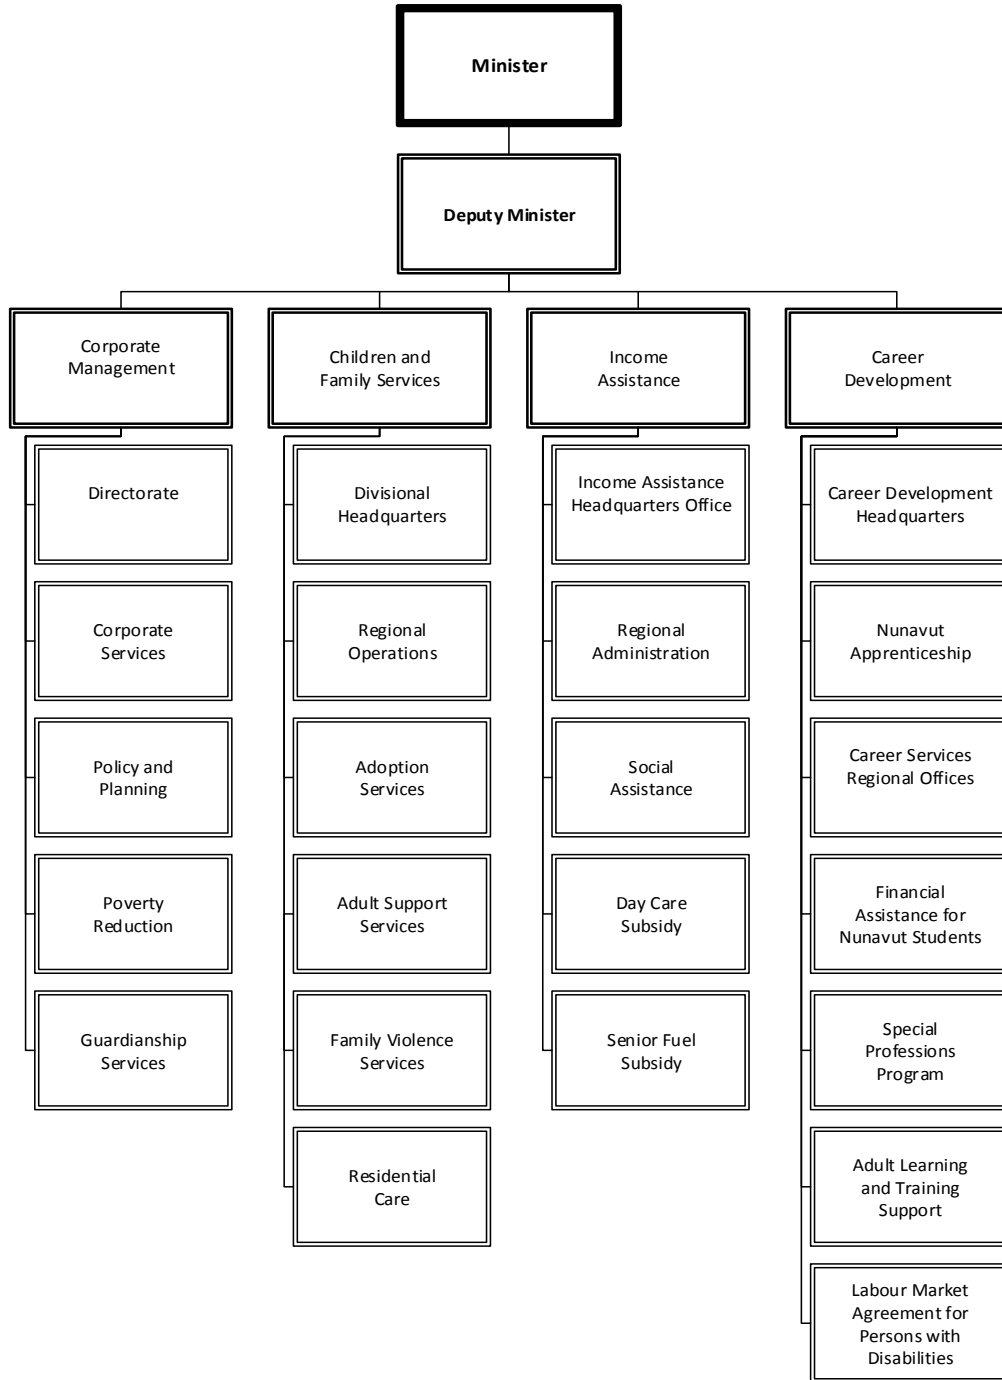 Minister
Deputy Minister
Corporate
Management
Children and
Family Services
Income
Assistance
Career
Development
Directorate
Divisional
Headquarters
Income Assistance
Headquarters Office
Career Development
Headquarters
Corporate
Services
Regional
Operations
Regional
Administration
Nunavut
Apprenticeship
Policy and
Planning
Adoption
Services
Social
Assistance
Career Services
Regional Offices
Poverty
Reduction
Adult Support
Services
Day Care
Subsidy
Financial
Assistance for
Nunavut Students
Guardianship
Services
Family Violence
Services
Senior Fuel
Subsidy
Special
Professions
Program
Residential
Care
Adult Learning
and Training
Support
Labour Market
Agreement for
Persons with
Disabilities